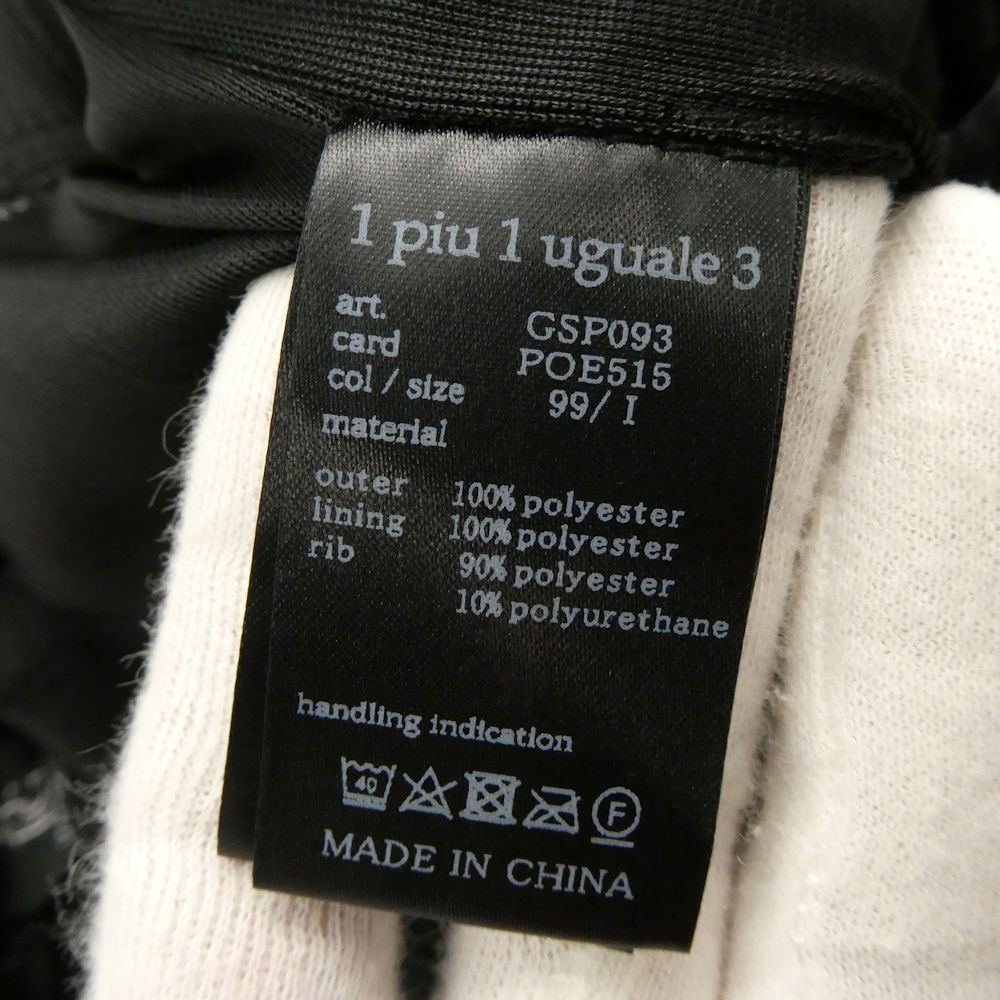 1 piu 1 uguale 3
art. GSP093
card POE515
col / size 99/ I
material
outer 100% polyester
lining 100% polyester
rib 90% polyester
10% polyurethane
handling indication
40 F
MADE IN CHINA